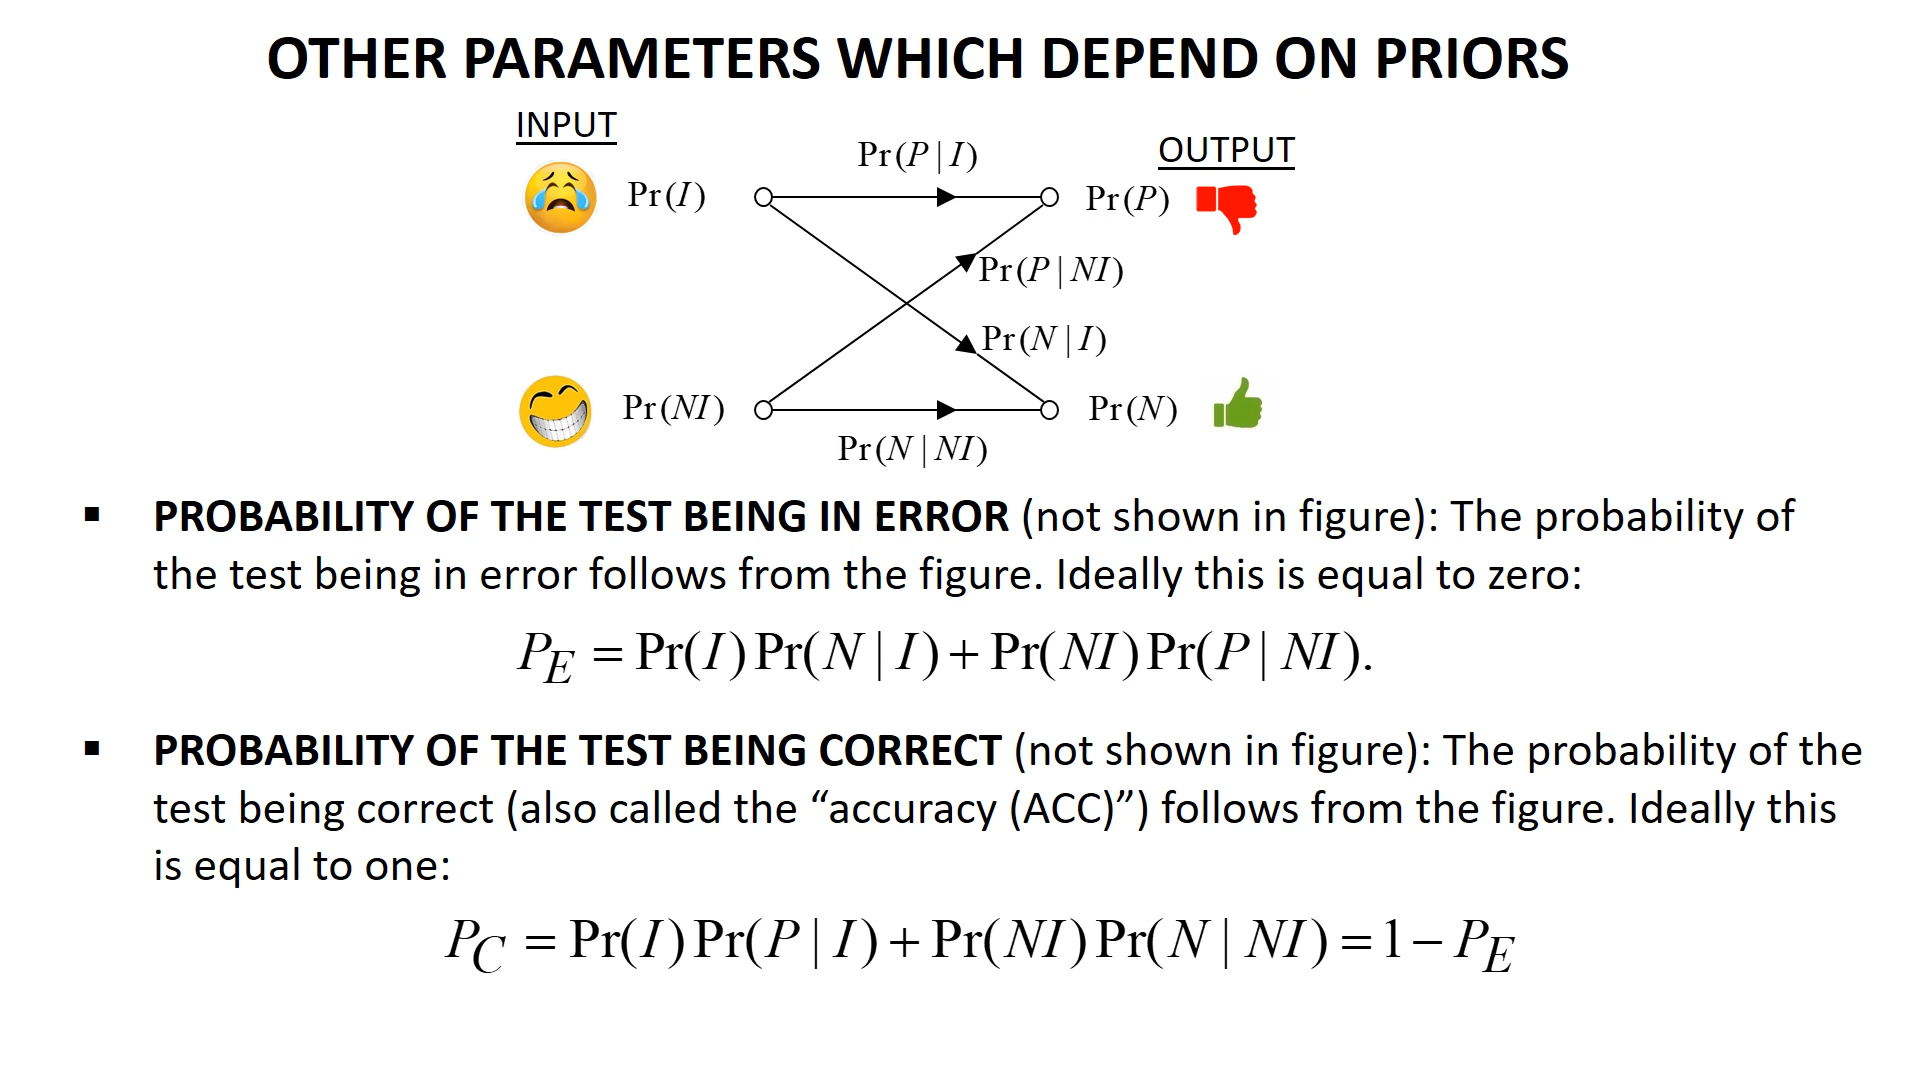 OTHER PARAMETERS WHICH DEPEND ON PRIORS
INPUT
OUTPUT
Pr(P | I)
Pr(I)
Pr(P)
Pr(P | NI)
Pr(N | I)
Pr(NI)
Pr(N)
Pr(N | NI)
▪ PROBABILITY OF THE TEST BEING IN ERROR (not shown in figure): The probability of
the test being in error follows from the figure. Ideally this is equal to zero:
P_E = Pr(I) Pr(N | I) + Pr(NI) Pr(P | NI).
▪ PROBABILITY OF THE TEST BEING CORRECT (not shown in figure): The probability of the
test being correct (also called the “accuracy (ACC)”) follows from the figure. Ideally this
is equal to one:
P_C = Pr(I) Pr(P | I) + Pr(NI) Pr(N | NI) = 1 − P_E